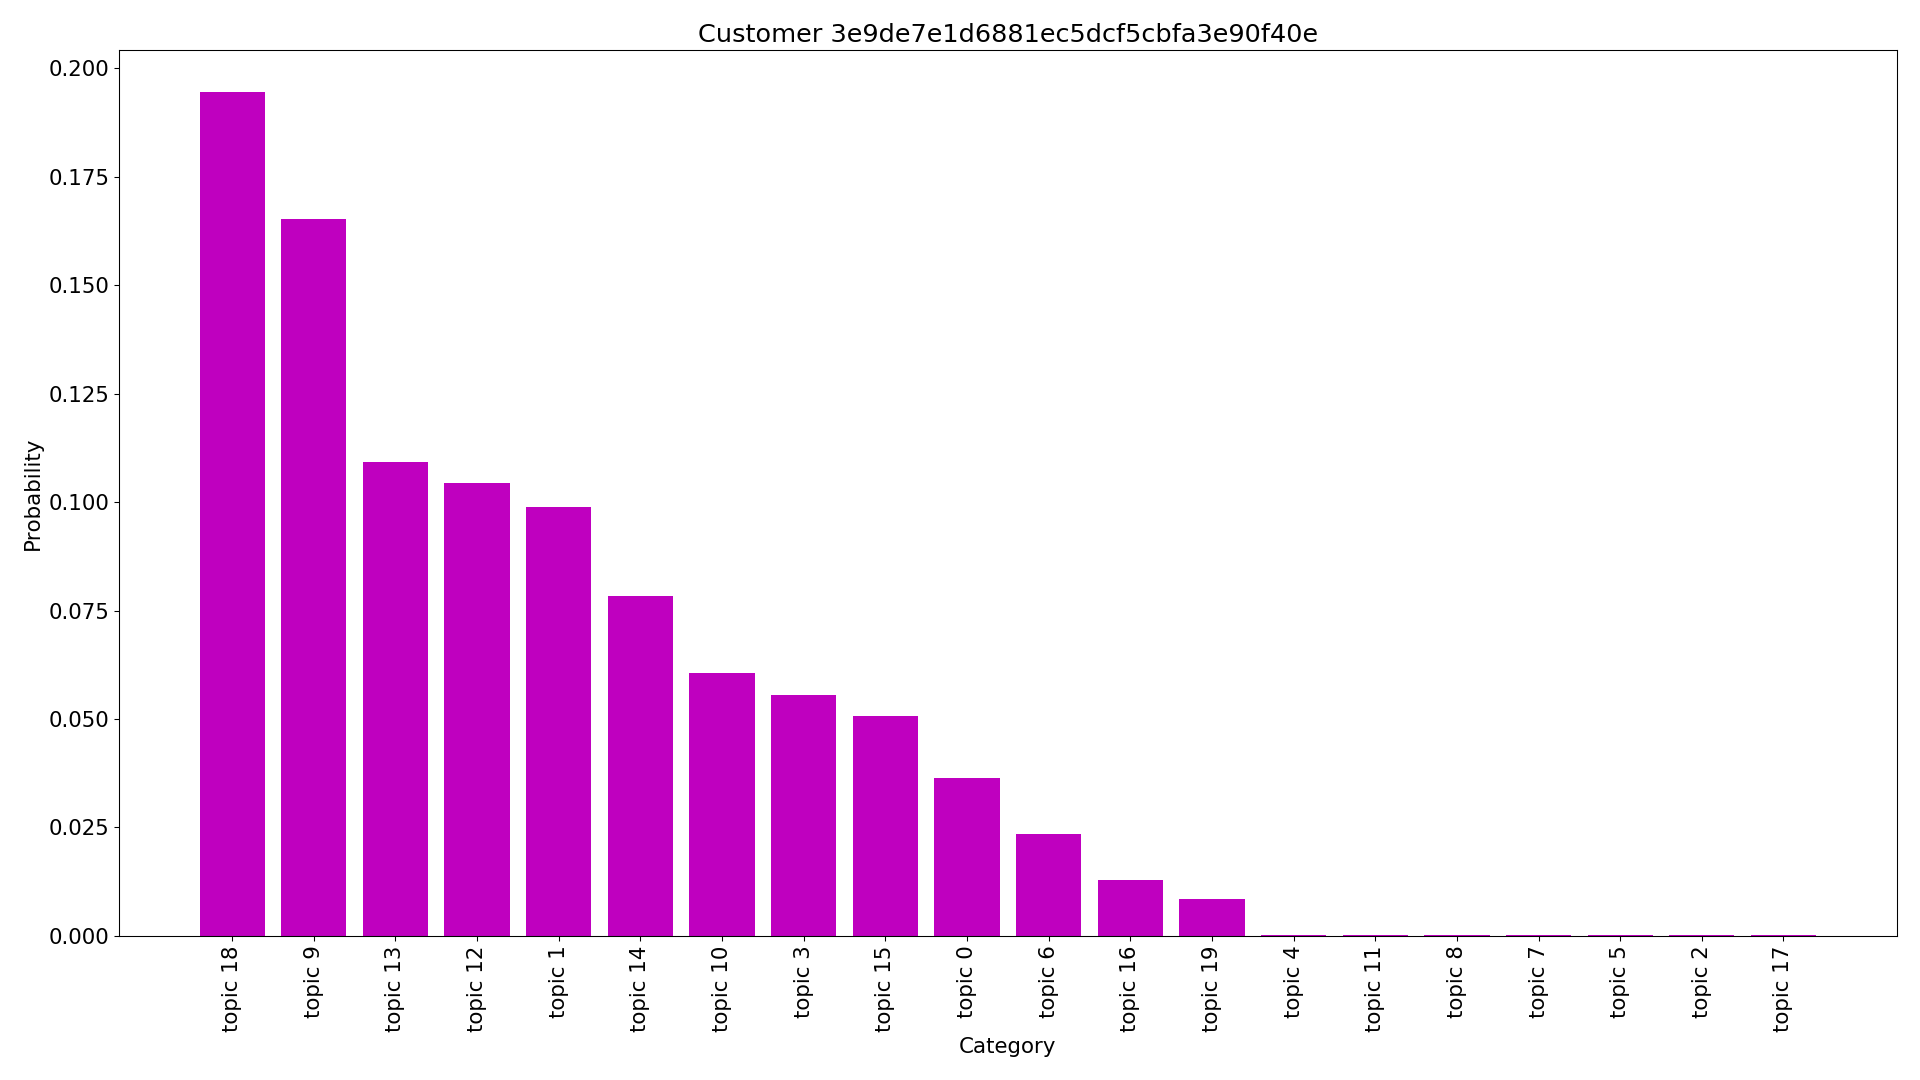 Customer 3e9de7e1d6881ec5dcf5cbfa3e90f40e
Probability
0.200
0.175
0.150
0.125
0.100
0.075
0.050
0.025
0.000
topic 18
topic 9
topic 13
topic 12
topic 1
topic 14
topic 10
topic 3
topic 15
topic 0
topic 6
topic 16
topic 19
topic 4
topic 11
topic 8
topic 7
topic 5
topic 2
topic 17
Category